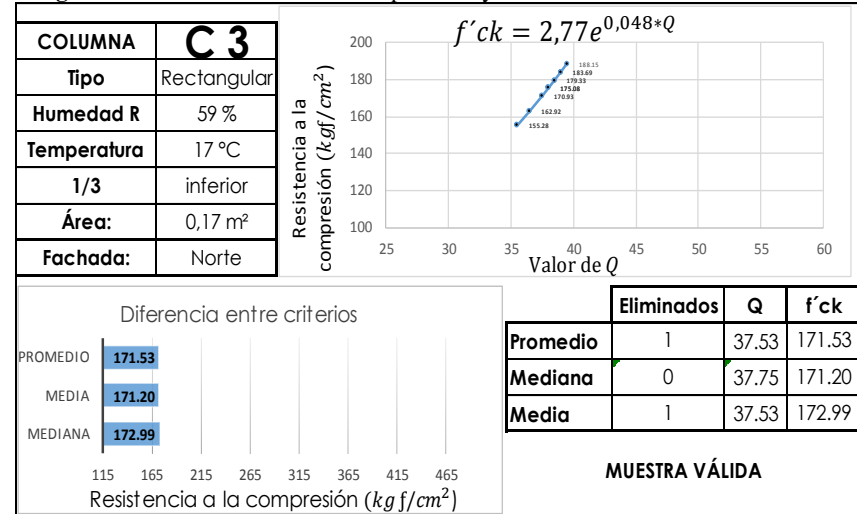 COLUMNA C 3
Tipo Rectangular
Humedad R 59 %
Temperatura 17 °C
1/3 inferior
Área: 0,17 m²
Fachada: Norte
f´ck = 2,77e^0,048*Q
Resistencia a la
compresión (kgf/cm²)
200
180
160
140
120
100
188.15
183.69
179.33
175.08
170.93
162.92
155.28
25 30 35 40 45 50 55 60
Valor de Q
Diferencia entre criterios
PROMEDIO 171.53
MEDIA 171.20
MEDIANA 172.99
115 165 215 265 315 365 415 465
Resistencia a la compresión (kg f/cm²)
Eliminados Q f´ck
Promedio 1 37.53 171.53
Mediana 0 37.75 171.20
Media 1 37.53 172.99
MUESTRA VÁLIDA